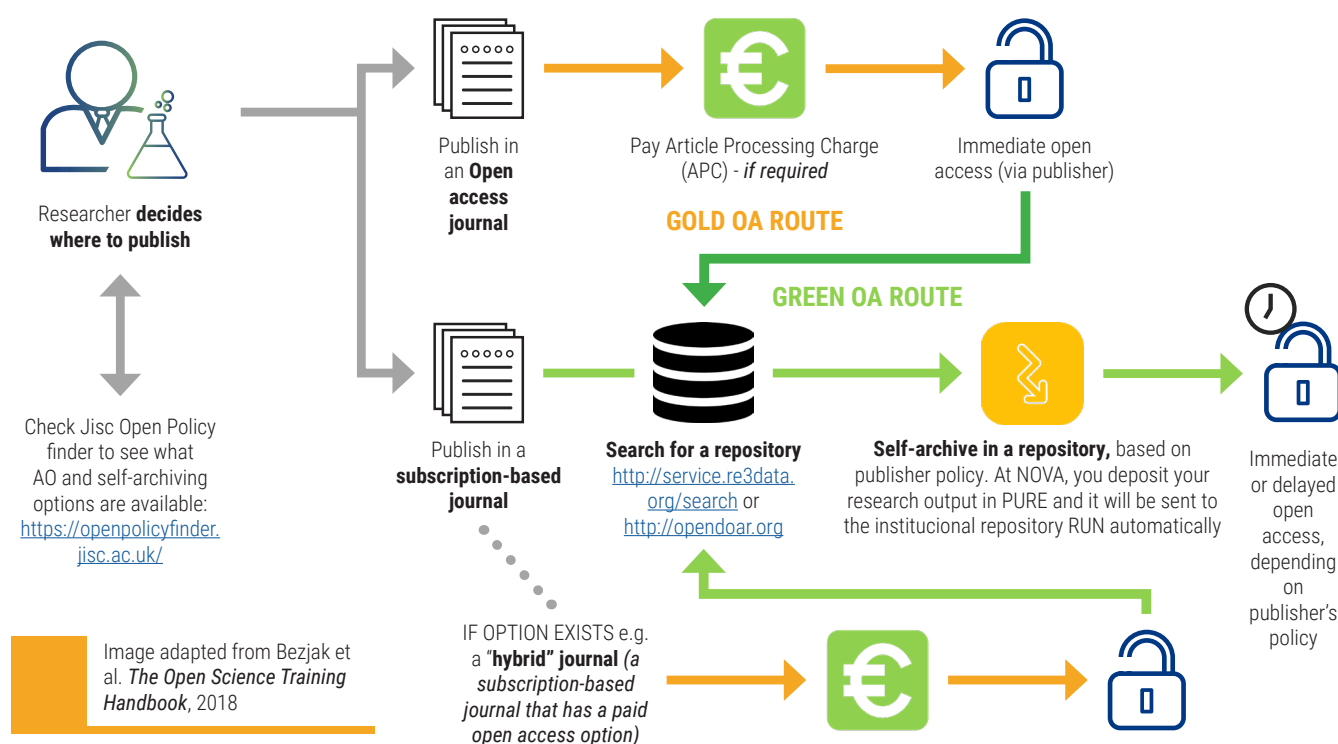 Researcher decides
where to publish
Check Jisc Open Policy
finder to see what
AO and self-archiving
options are available:
https://openpolicyfinder.
jisc.ac.uk/
Publish in
an Open
access
journal
Pay Article Processing Charge
(APC) - if required
Immediate open
access (via publisher)
GOLD OA ROUTE
GREEN OA ROUTE
Publish in a
subscription-based
journal
Search for a repository
http://service.re3data.
org/search or
http://opendoar.org
Self-archive in a repository, based on
publisher policy. At NOVA, you deposit your
research output in PURE and it will be sent to
the institucional repository RUN automatically
Immediate
or delayed
open
access,
depending
on
publisher's
policy
IF OPTION EXISTS e.g.
a "hybrid" journal (a
subscription-based
journal that has a paid
open access option)
Image adapted from Bezjak et
al. The Open Science Training
Handbook, 2018